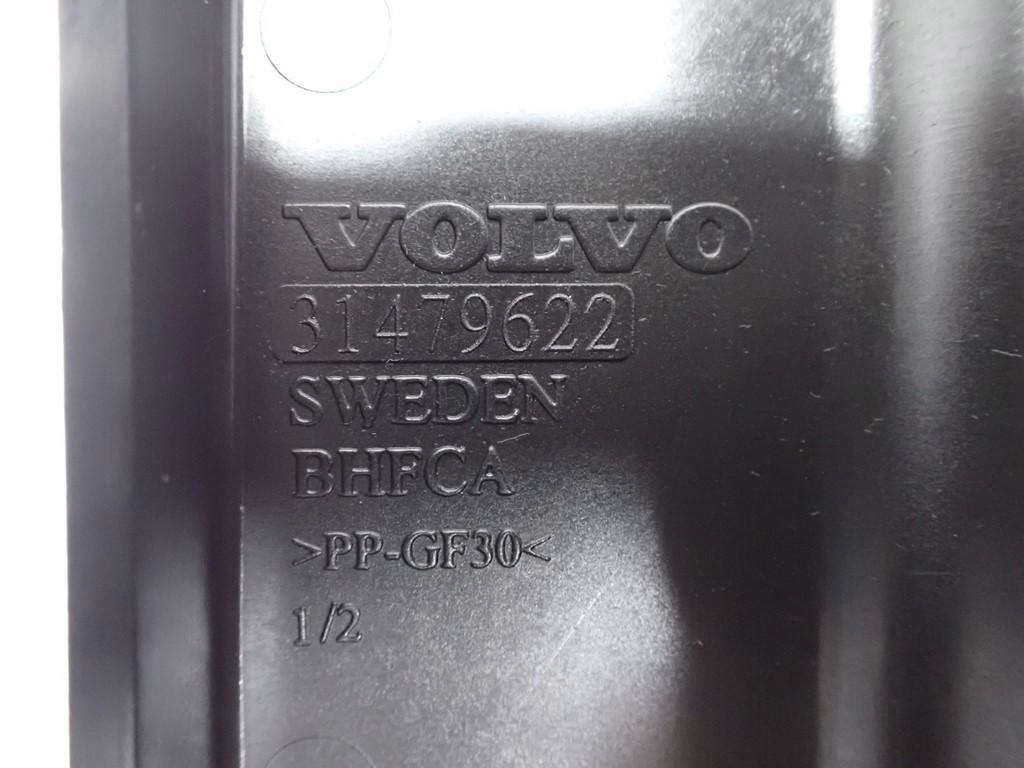 VOLVO
31479622
SWEDEN
BHFCA
>PP-GF30<
1/2